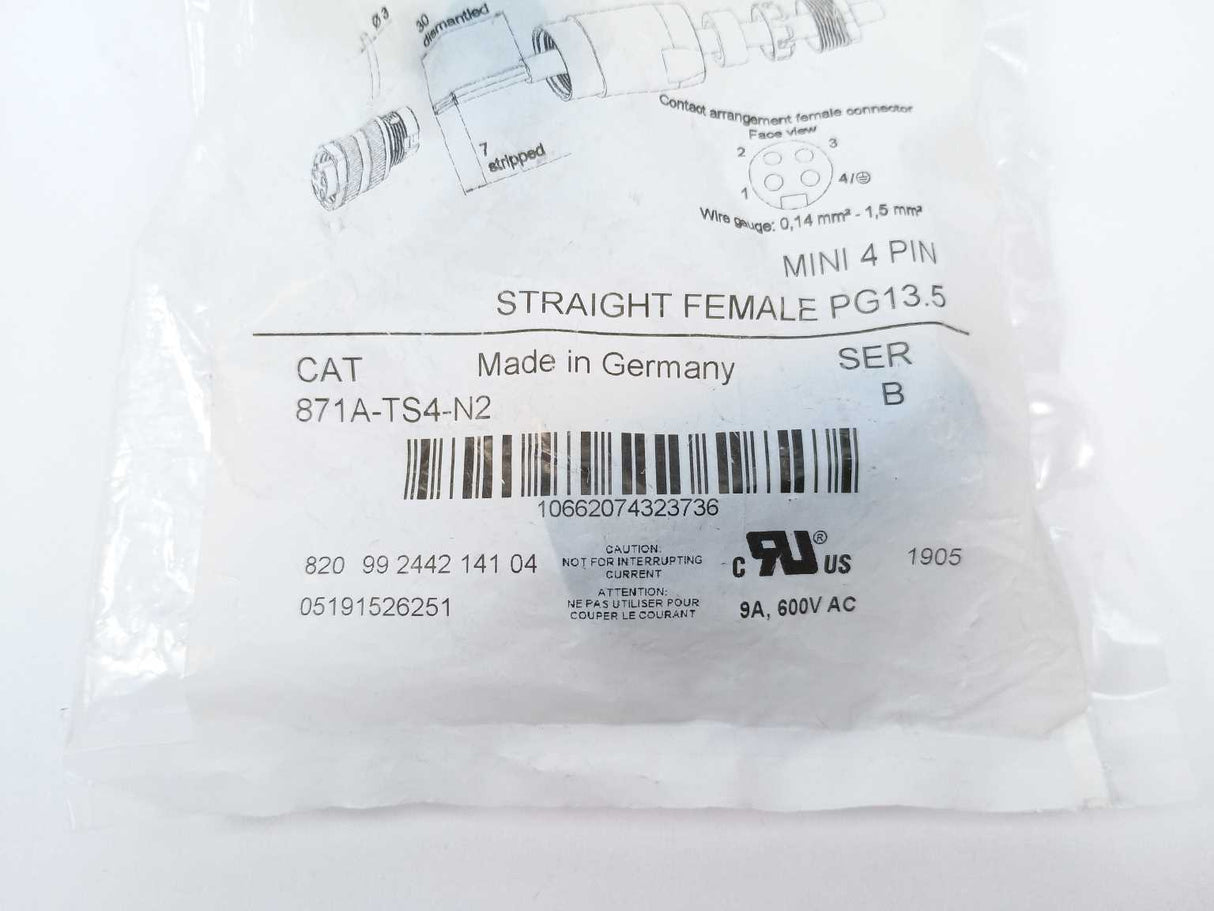 Ø3
30
dismantled
7
stripped
Contact arrangement female connector
Face view
2 3
1 4/
Wire gauge: 0,14 mm² - 1,5 mm²
MINI 4 PIN
STRAIGHT FEMALE PG13.5
CAT Made in Germany SER
871A-TS4-N2 B
10662074323736
820 99 2442 141 04
05191526251
CAUTION:
NOT FOR INTERRUPTING
CURRENT
ATTENTION:
NE PAS UTILISER POUR
COUPER LE COURANT
c RU® US
9A, 600V AC
1905